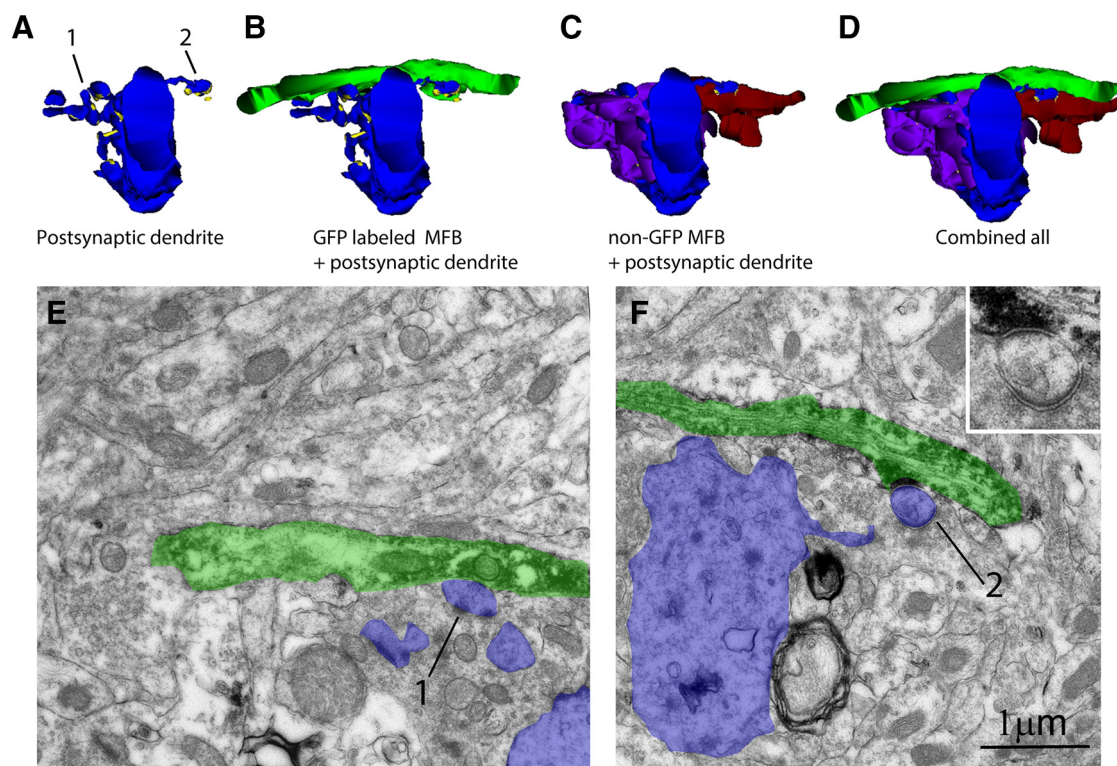 A
B
C
D
1
2
Postsynaptic dendrite
GFP labeled MFB
+ postsynaptic dendrite
non-GFP MFB
+ postsynaptic dendrite
Combined all
E
F
1
2
1μm